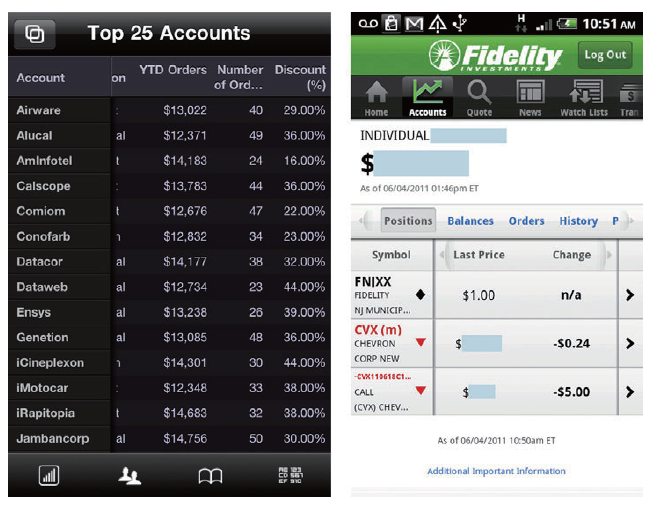 Top 25 Accounts
Account on YTD Orders Number of Ord... Discount (%)
Airware $13,022 40 29.00%
Alucal al $12,371 49 36.00%
AmInfotel t $14,183 24 16.00%
Calscope $13,783 44 36.00%
Comiom t $12,676 47 22.00%
Conofarb $12,832 34 23.00%
Datacor al $14,177 38 32.00%
Dataweb al $12,734 23 44.00%
Ensys al $13,238 26 39.00%
Genetion al $13,085 48 36.00%
iCineplexon $14,301 30 44.00%
iMotocar $12,348 33 38.00%
iRapitopia t $14,683 32 38.00%
Jambancorp al $14,756 50 30.00%
H 10:51 AM
Fidelity Log Out
INVESTMENTS
Home Accounts Quote News Watch Lists Tran
INDIVIDUAL
$
As of 06/04/2011 01:46pm ET
Positions Balances Orders History P
Symbol Last Price Change
FNJXX
FIDELITY $1.00 n/a
NJ MUNICIP...
CVX (m)
CHEVRON $ -$0.24
CORP NEW
-CVX110618C1...
CALL $ -$5.00
(CVX) CHEV...
As of 06/04/2011 10:50am ET
Additional Important Information